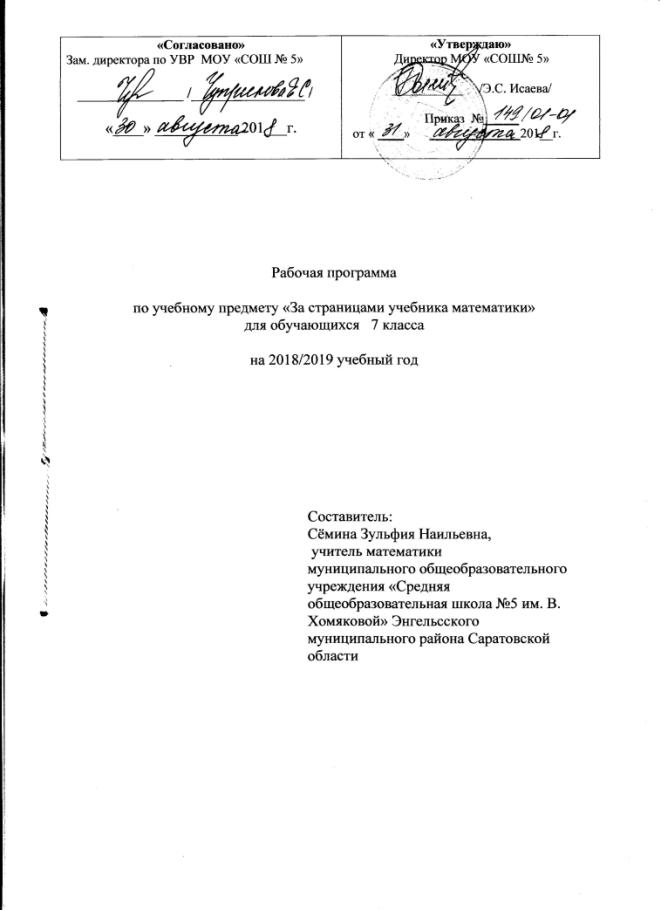 «Согласовано»
Зам. директора по УВР МОУ «СОШ № 5»
«30» августа 2018 г.
«Утверждаю»
Директор МОУ «СОШ№ 5»
/Э.С. Исаева/
Приказ № 149/01-01
от « 31 » августа 2018 г.
Рабочая программа
по учебному предмету «За страницами учебника математики»
для обучающихся 7 класса
на 2018/2019 учебный год
Составитель:
Сёмина Зульфия Наильевна,
учитель математики
муниципального общеобразовательного
учреждения «Средняя
общеобразовательная школа №5 им. В.
Хомяковой» Энгельсского
муниципального района Саратовской
области